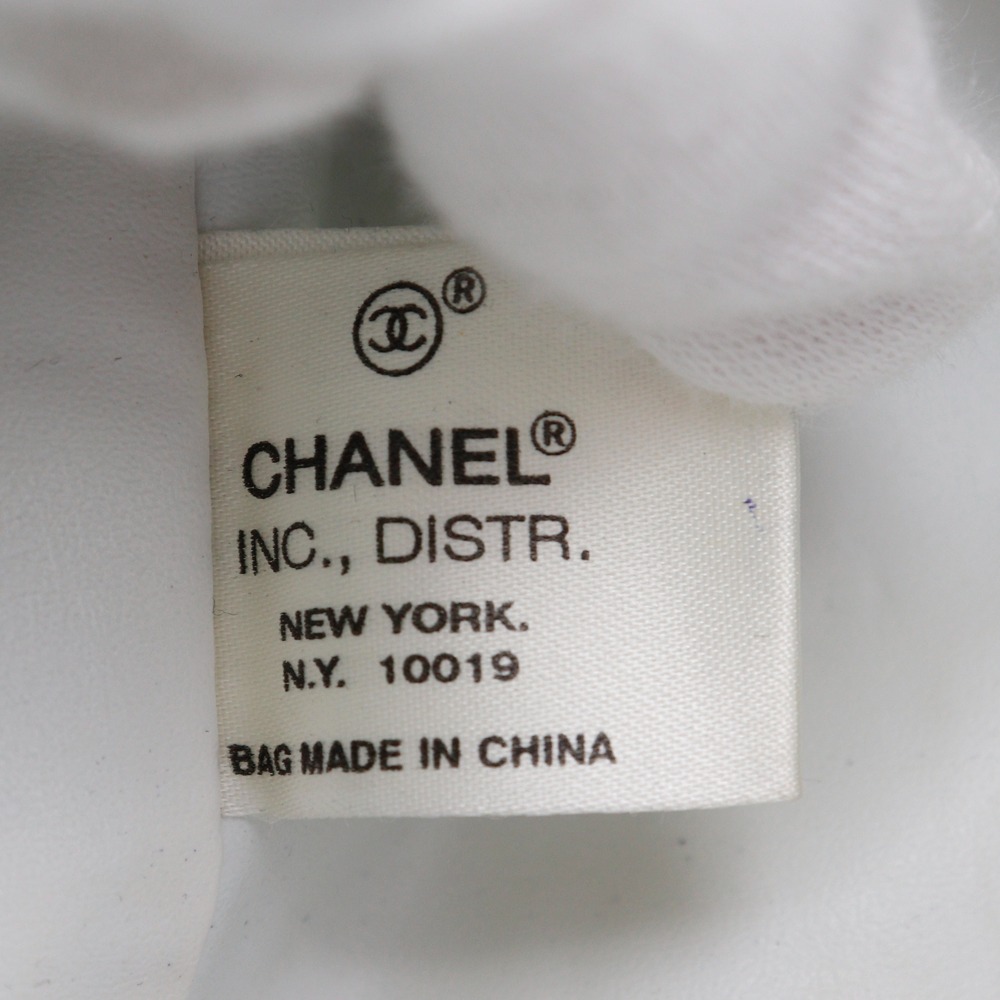 ®
CHANEL®
INC., DISTR.
NEW YORK.
N.Y. 10019
BAG MADE IN CHINA